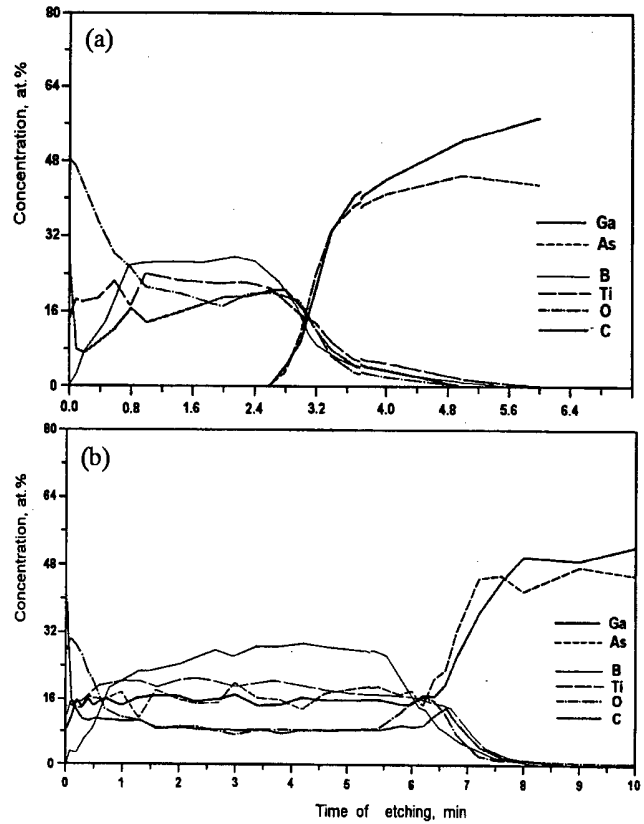 (a)
Concentration, at.%
80
64
48
32
16
0
0.0 0.8 1.6 2.4 3.2 4.0 4.8 5.6 6.4
Ga
As
B
Ti
O
C
(b)
Concentration, at.%
80
64
48
32
16
0
0 1 2 3 4 5 6 7 8 9 10
Ga
As
B
Ti
O
C
Time of etching, min